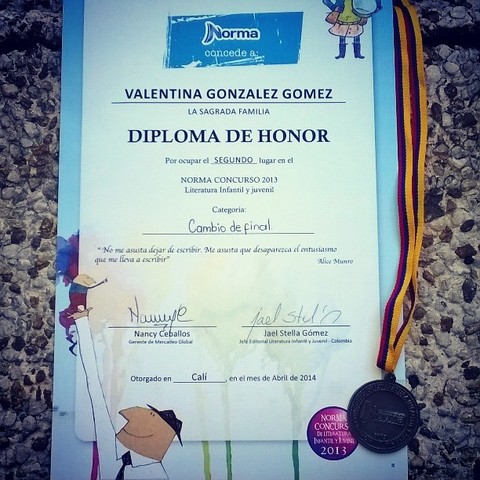 Norma
concede a:
VALENTINA GONZALEZ GOMEZ
LA SAGRADA FAMILIA
DIPLOMA DE HONOR
Por ocupar el SEGUNDO lugar en el
NORMA CONCURSO 2013
Literatura Infantil y juvenil
Categoria:
Cambio de final.
"No me asusta dejar de escribir. Me asusta que desaparezca el entusiasmo
que me lleva a escribir"
Alice Munro
Nancy Ceballos
Gerente de Mercadeo Global
Jael Stella Gómez
Jefe Editorial Literatura Infantil y Juvenil - Colombia
Otorgado en Calí, en el mes de Abril de 2014
NORMA
CONCURSO
DE LITERATURA
INFANTIL Y JUVENIL
2013